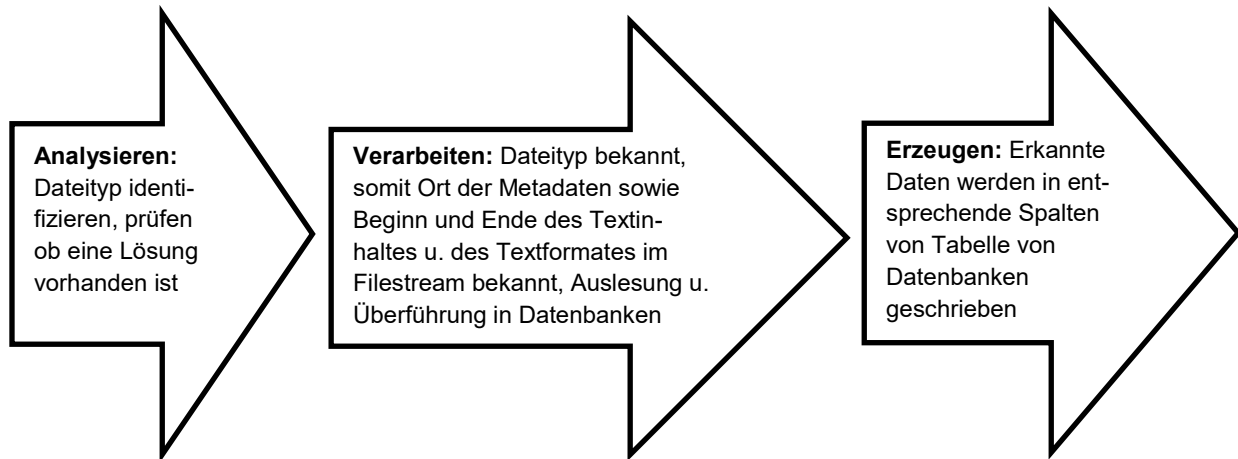 Analysieren:
Dateityp identi-
fizieren, prüfen
ob eine Lösung
vorhanden ist
Verarbeiten: Dateityp bekannt,
somit Ort der Metadaten sowie
Beginn und Ende des Textin-
haltes u. des Textformates im
Filestream bekannt, Auslesung u.
Überführung in Datenbanken
Erzeugen: Erkannte
Daten werden in ent-
sprechende Spalten
von Tabelle von
Datenbanken
geschrieben